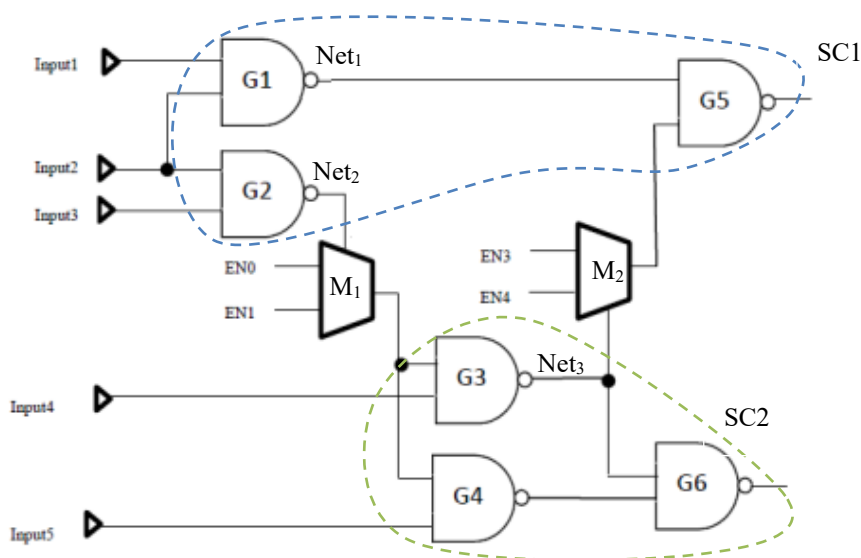 Net₁
SC1
Input1
G1
G5
Input2
Net₂
G2
Input3
EN0
M₁
EN3
M₂
EN1
EN4
G3
Net₃
Input4
SC2
G4
G6
Input5